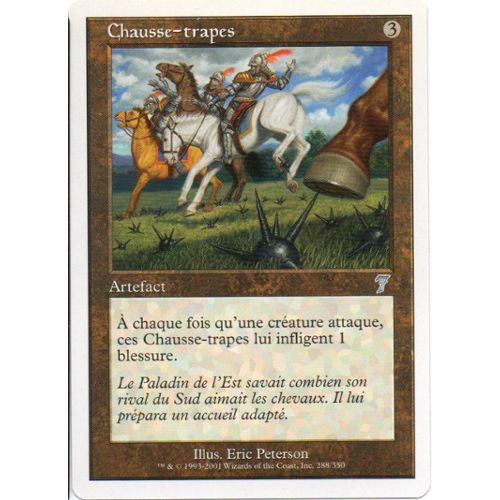 Chausse-trapes 3
Artefact
À chaque fois qu'une créature attaque,
ces Chausse-trapes lui infligent 1
blessure.
Le Paladin de l'Est savait combien son
rival du Sud aimait les chevaux. Il lui
prépara un accueil adapté.
Illus. Eric Peterson
™ & © 1993-2001 Wizards of the Coast, Inc. 288/350